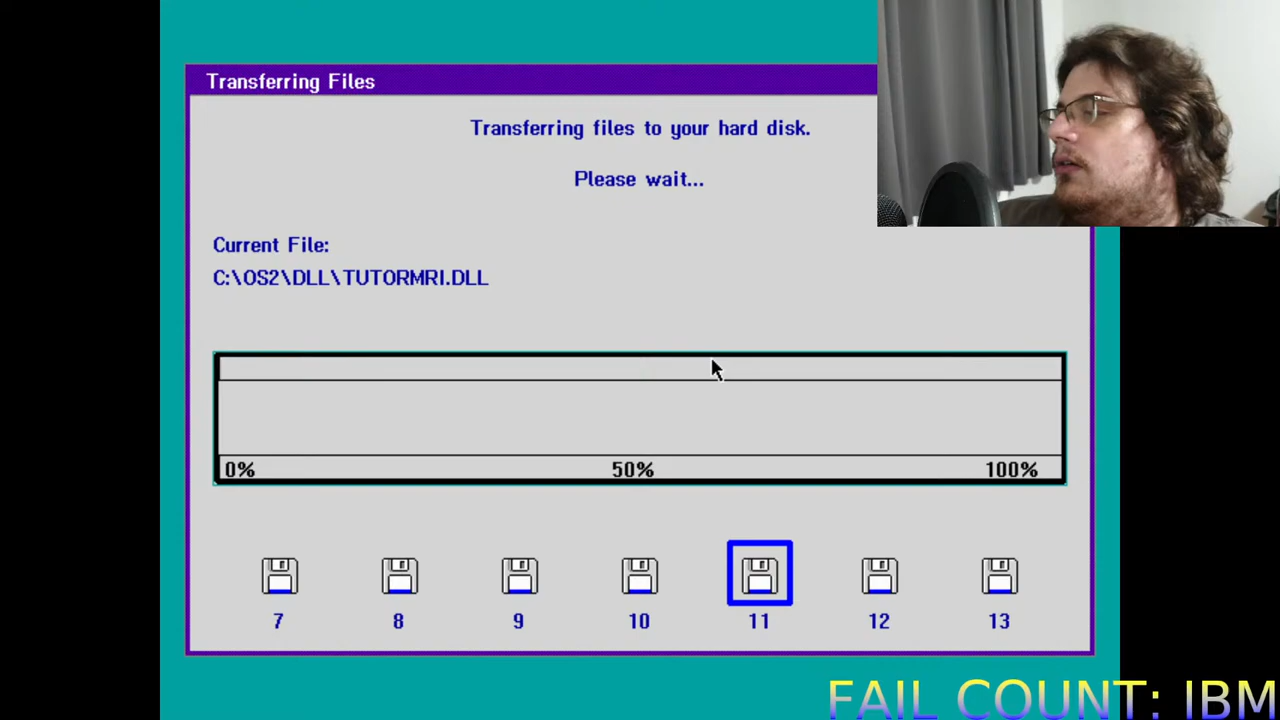 Transferring Files
Transferring files to your hard disk.
Please wait...
Current File:
C:\OS2\DLL\TUTORMRI.DLL
0% 50% 100%
7 8 9 10 11 12 13
FAIL COUNT: IBM